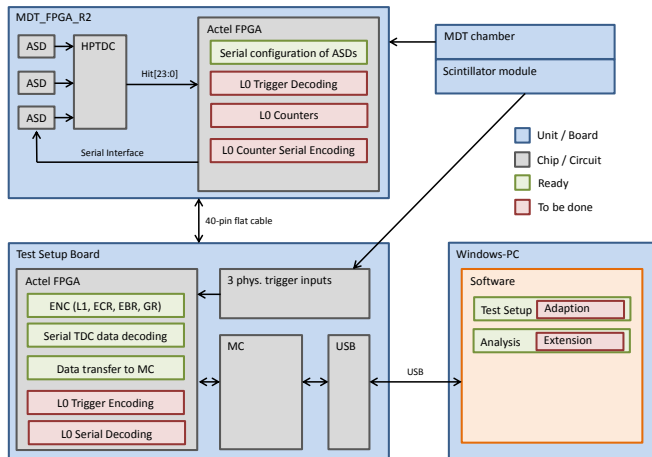 MDT_FPGA_R2
ASD
ASD
ASD
HPTDC
Hit[23:0]
Serial Interface
Actel FPGA
Serial configuration of ASDs
L0 Trigger Decoding
L0 Counters
L0 Counter Serial Encoding
MDT chamber
Scintillator module
Unit / Board
Chip / Circuit
Ready
To be done
40-pin flat cable
Test Setup Board
Actel FPGA
ENC (L1, ECR, EBR, GR)
Serial TDC data decoding
Data transfer to MC
L0 Trigger Encoding
L0 Serial Decoding
3 phys. trigger inputs
MC
USB
USB
Windows-PC
Software
Test Setup
Adaption
Analysis
Extension